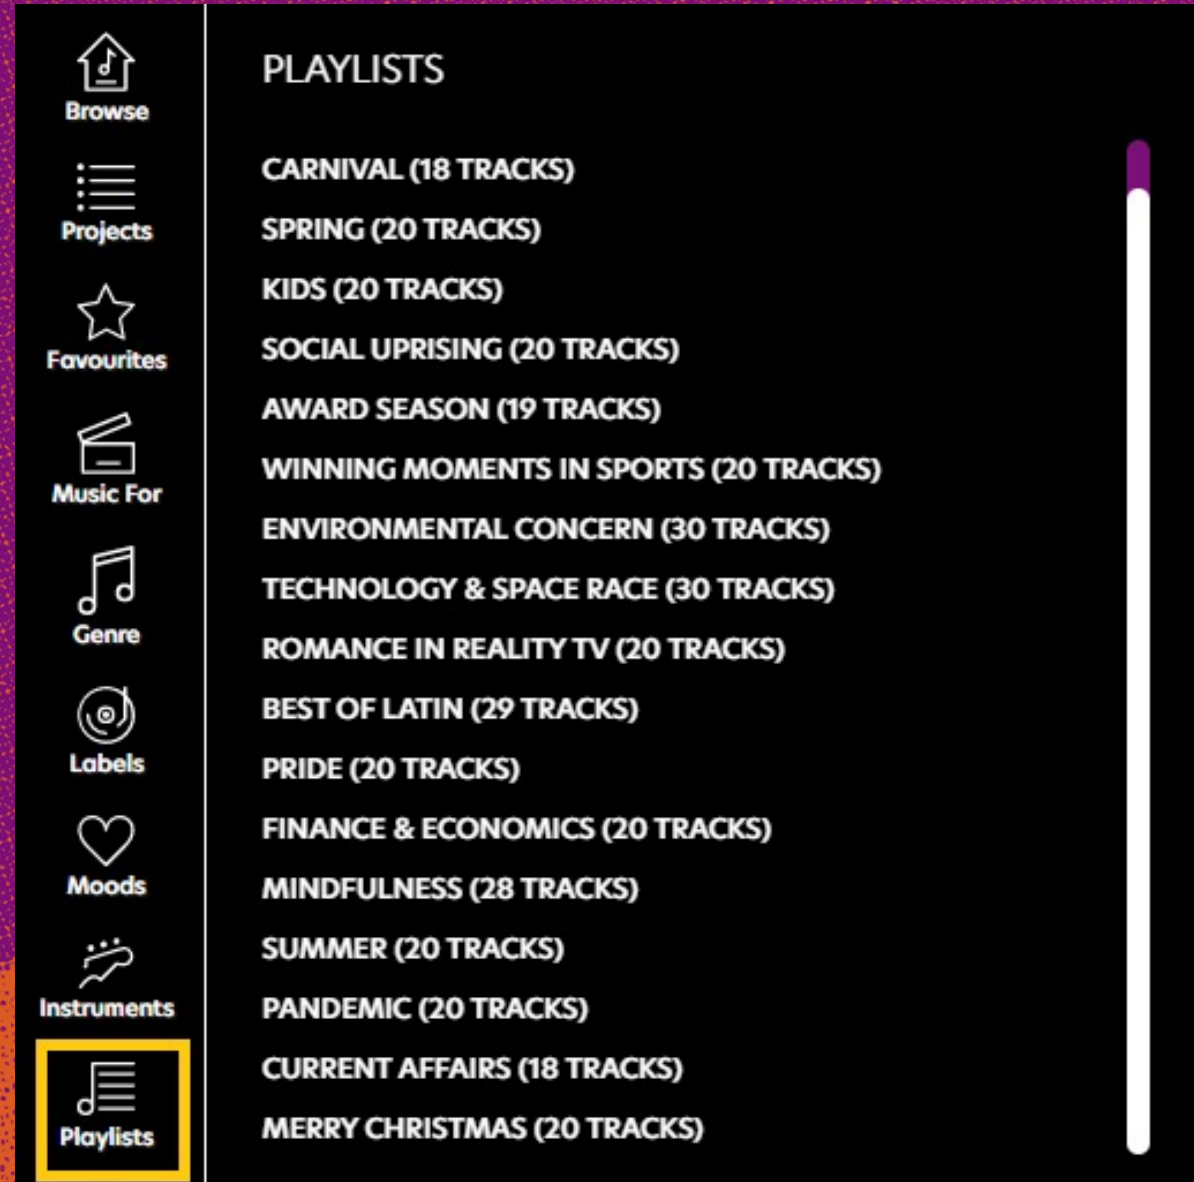 Browse
Projects
Favourites
Music For
Genre
Labels
Moods
Instruments
Playlists
PLAYLISTS
CARNIVAL (18 TRACKS)
SPRING (20 TRACKS)
KIDS (20 TRACKS)
SOCIAL UPRISING (20 TRACKS)
AWARD SEASON (19 TRACKS)
WINNING MOMENTS IN SPORTS (20 TRACKS)
ENVIRONMENTAL CONCERN (30 TRACKS)
TECHNOLOGY & SPACE RACE (30 TRACKS)
ROMANCE IN REALITY TV (20 TRACKS)
BEST OF LATIN (29 TRACKS)
PRIDE (20 TRACKS)
FINANCE & ECONOMICS (20 TRACKS)
MINDFULNESS (28 TRACKS)
SUMMER (20 TRACKS)
PANDEMIC (20 TRACKS)
CURRENT AFFAIRS (18 TRACKS)
MERRY CHRISTMAS (20 TRACKS)